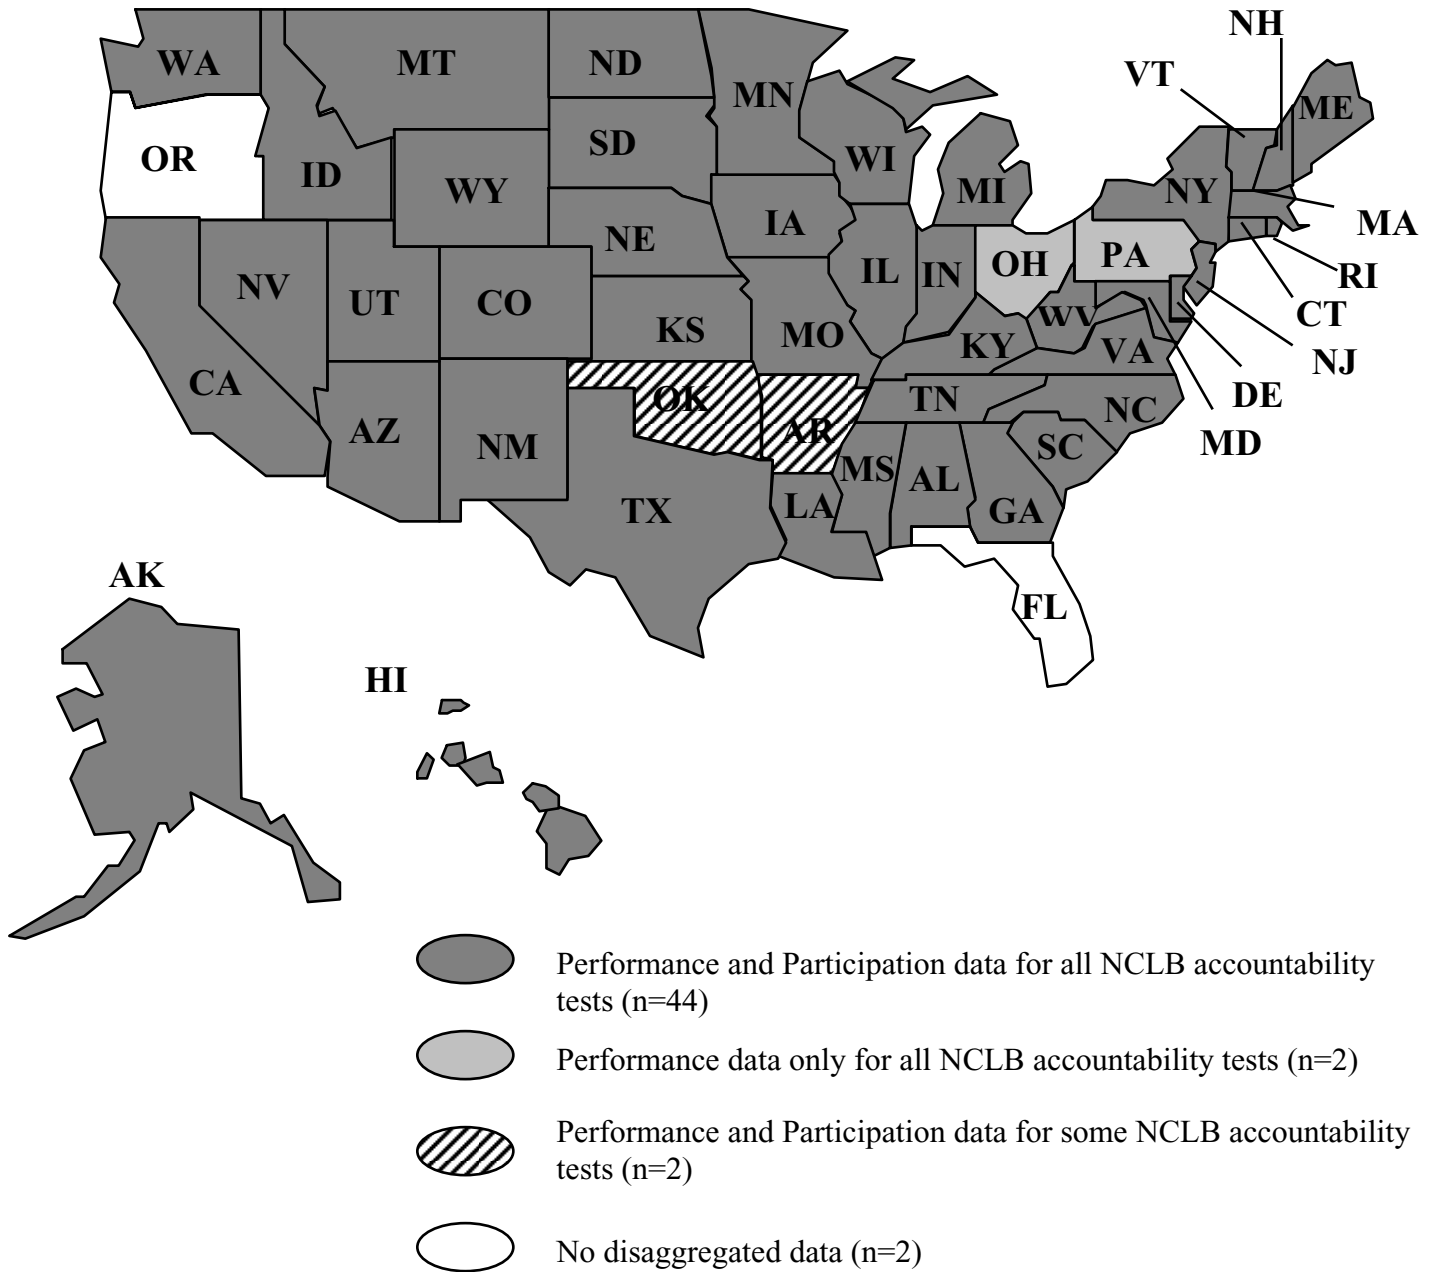 NH
VT
WA
MT
ND
MN
ME
OR
SD
WI
ID
WY
MI
NY
MA
NE
IA
OH
PA
RI
NV
UT
CO
IL
IN
CT
KS
MO
WV
KY
VA
NJ
CA
DE
OK
TN
NC
AZ
NM
AR
MD
SC
MS
AL
TX
LA
GA
AK
FL
HI
Performance and Participation data for all NCLB accountability
tests (n=44)
Performance data only for all NCLB accountability tests (n=2)
Performance and Participation data for some NCLB accountability
tests (n=2)
No disaggregated data (n=2)